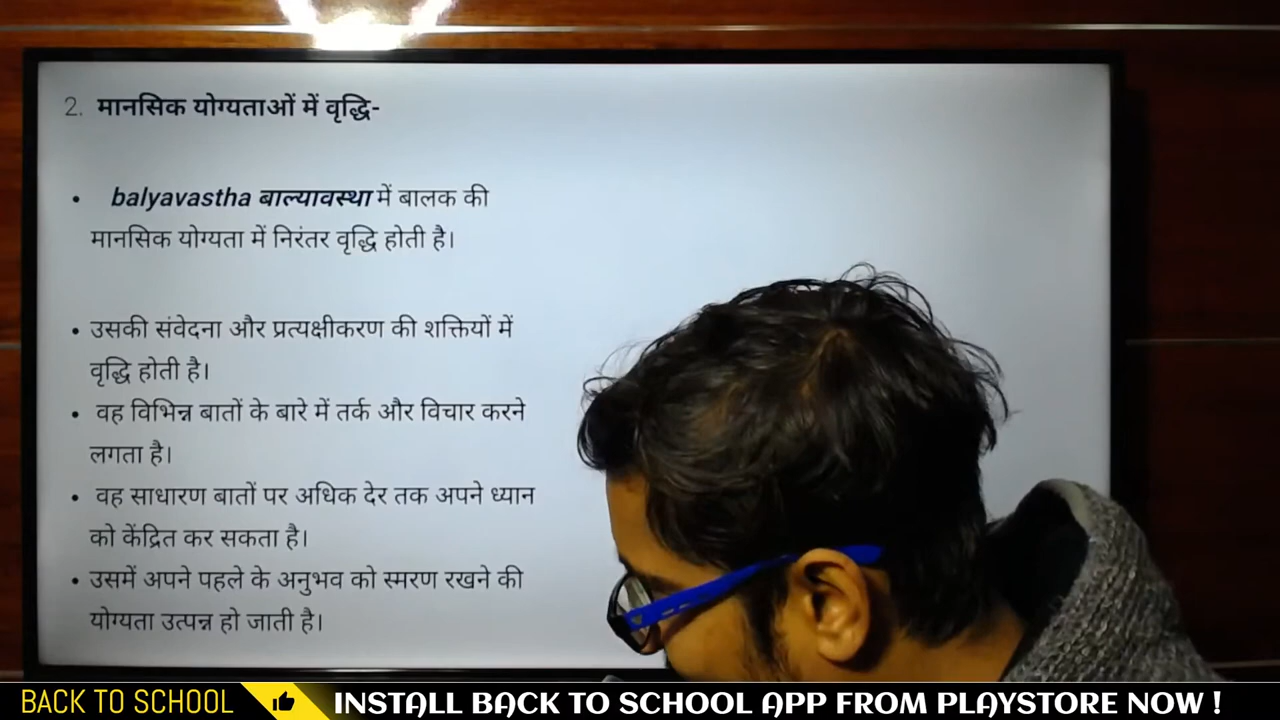 2. मानसिक योग्यताओं में वृद्धि-
• balyavastha बाल्यावस्था में बालक की
मानसिक योग्यता में निरंतर वृद्धि होती है।
• उसकी संवेदना और प्रत्यक्षीकरण की शक्तियों में
वृद्धि होती है।
• वह विभिन्न बातों के बारे में तर्क और विचार करने
लगता है।
• वह साधारण बातों पर अधिक देर तक अपने ध्यान
को केंद्रित कर सकता है।
• उसमें अपने पहले के अनुभव को स्मरण रखने की
योग्यता उत्पन्न हो जाती है।
BACK TO SCHOOL INSTALL BACK TO SCHOOL APP FROM PLAYSTORE NOW !